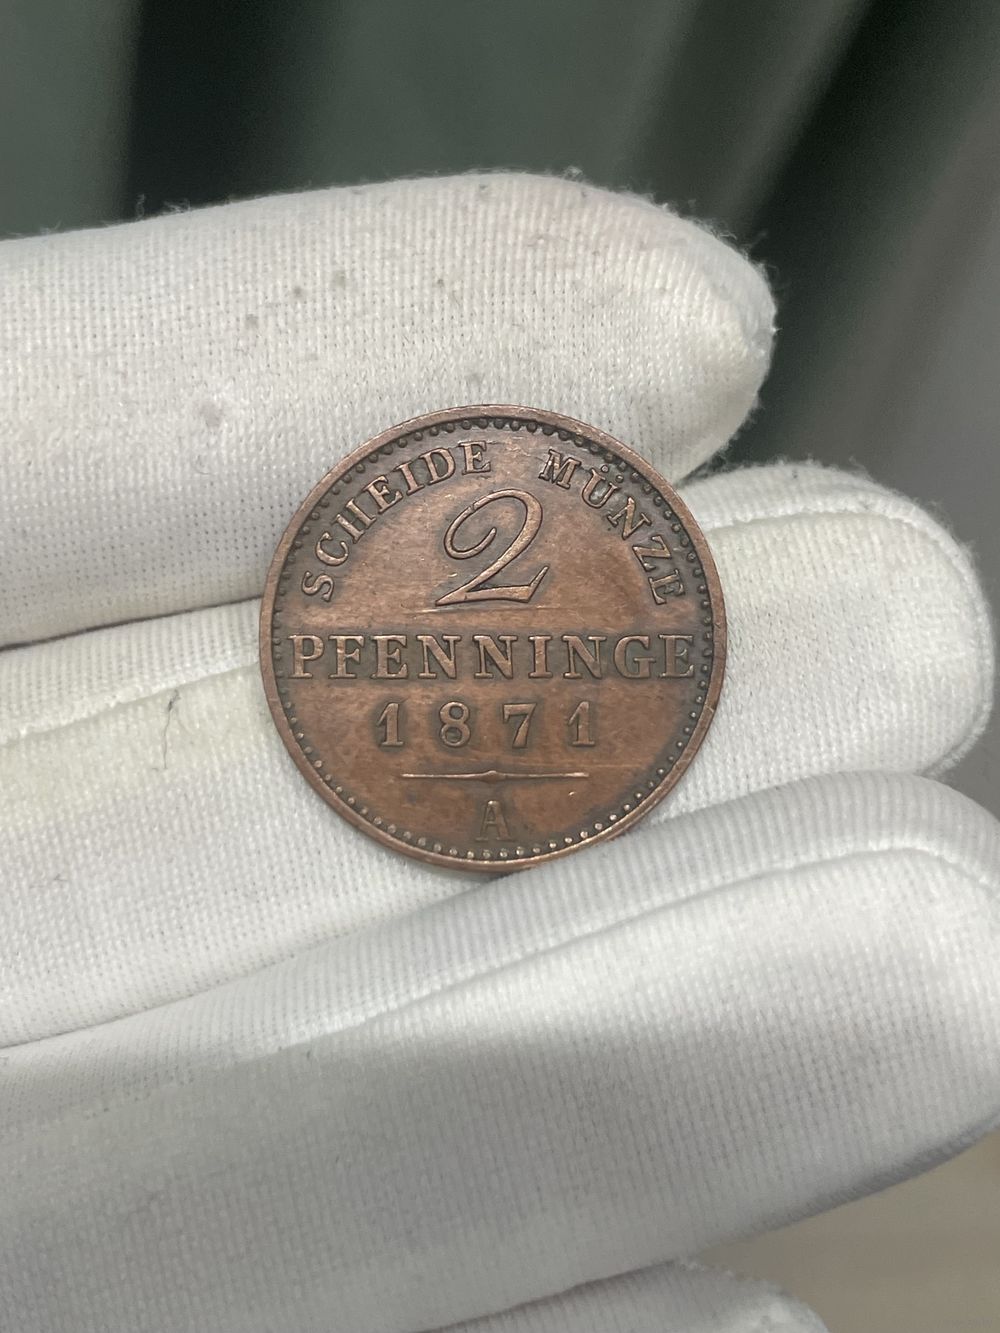 SCHEIDE MÜNZE
2
PFENNINGE
1871
A